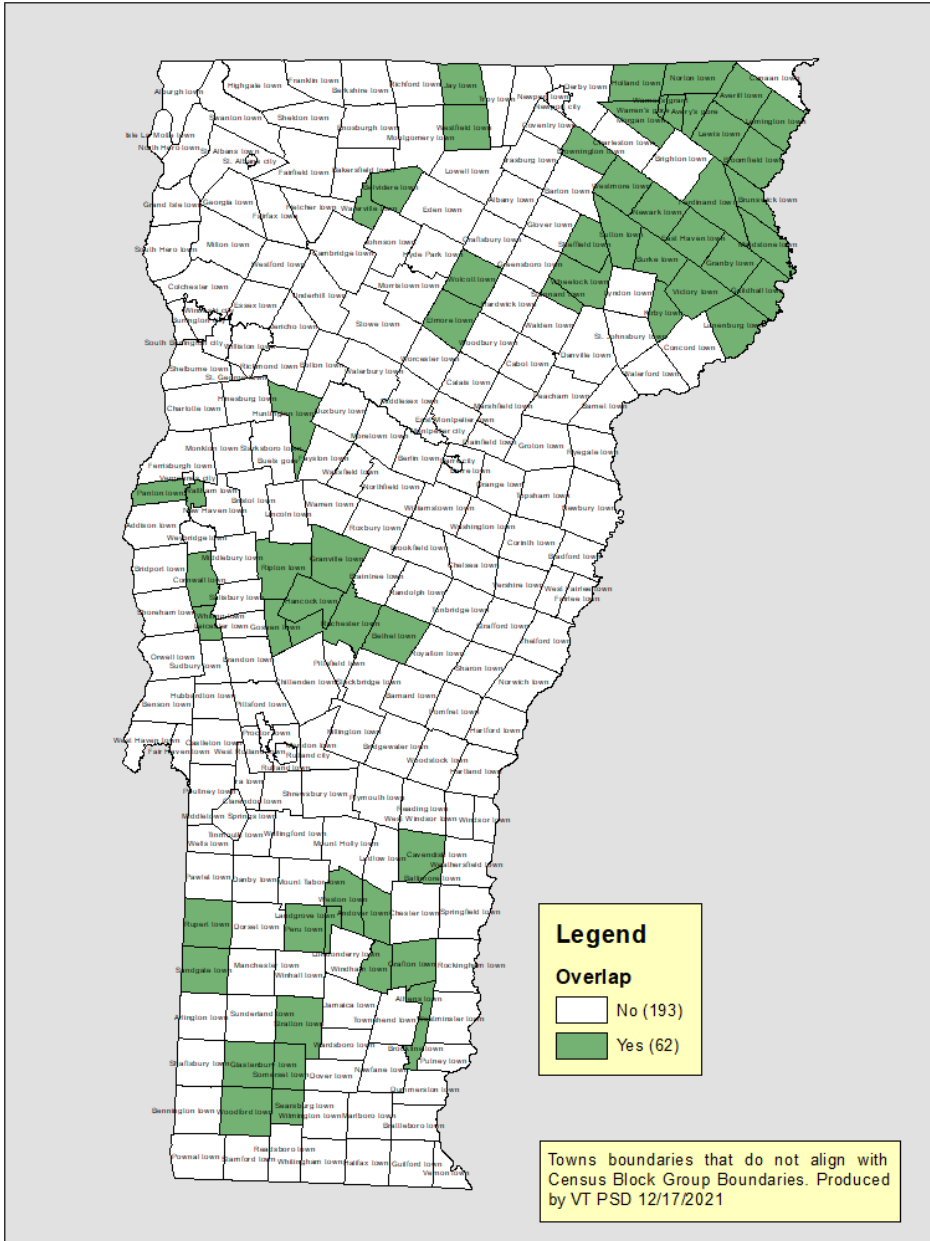 Alburgh town
Highgate town
Franklin town
Berkshire town
Richford town
Jay town
Troy town
Derby town
Holland town
Norton town
Canaan town
Averill town
Swanton town
Sheldon town
Enosburgh town
Montgomery town
Westfield town
Coventry town
Morgan town
Avery's gore
Lewis town
Lemington town
Isle La Motte town
North Hero town
St. Albans town
St. Albans city
Fairfield town
Bakersfield town
Lowell town
Brownington town
Charleston town
Brighton town
Bloomfield town
Belvidere town
Eden town
Albany town
Barton town
Westmore town
Grand Isle town
Georgia town
Fairfax town
Fletcher town
Waterville town
Glover town
Newark town
Ferdinand town
South Hero town
Milton town
Westford town
Cambridge town
Johnson town
Hyde Park town
Craftsbury town
Greensboro town
Sheffield town
Sutton town
East Haven town
Colchester town
Essex town
Underhill town
Morristown town
Wolcott town
Hardwick town
Wheelock town
Burke town
Granby town
Victory town
Guildhall town
Stowe town
Elmore town
Walden town
Lyndon town
Kirby town
Lunenburg town
Concord town
South Burlington city
Shelburne town
St. George town
Richmond town
Bolton town
Waterbury town
Worcester town
Woodbury town
Cabot town
Danville town
St. Johnsbury town
Waterford town
Charlotte town
Hinesburg town
Huntington town
Duxbury town
Middlesex town
Calais town
Marshfield town
Peacham town
Barnet town
Monkton town
Starksboro town
Buels gore
Fayston town
Moretown town
East Montpelier town
Montpelier city
Plainfield town
Groton town
Ryegate town
Ferrisburgh town
Panton town
Waltham town
Waitsfield town
Berlin town
Orange town
Topsham town
Newbury town
Addison town
New Haven town
Bristol town
Lincoln town
Warren town
Northfield town
Williamstown town
Washington town
Corinth town
Bradford town
Weybridge town
Bridport town
Middlebury town
Cornwall town
Ripton town
Granville town
Roxbury town
Braintree town
Brookfield town
Chelsea town
Vershire town
West Fairlee town
Fairlee town
Shoreham town
Salisbury town
Whiting town
Leicester town
Goshen town
Hancock town
Rochester town
Randolph town
Bethel town
Tunbridge town
Strafford town
Thetford town
Orwell town
Sudbury town
Brandon town
Pittsfield town
Stockbridge town
Royalton town
Sharon town
Norwich town
Benson town
Hubbardton town
Pittsford town
Chittenden town
Barnard town
Pomfret town
Hartford town
West Haven town
Fair Haven town
Castleton town
West Rutland town
Proctor town
Rutland city
Rutland town
Killington town
Bridgewater town
Woodstock town
Hartland town
Poultney town
Clarendon town
Shrewsbury town
Plymouth town
Reading town
West Windsor town
Windsor town
Middletown Springs town
Tinmouth town
Wallingford town
Wells town
Mount Holly town
Ludlow town
Cavendish town
Weathersfield town
Baltimore town
Pawlet town
Danby town
Mount Tabor town
Weston town
Andover town
Chester town
Springfield town
Rupert town
Dorset town
Landgrove town
Peru town
Londonderry town
Windham town
Grafton town
Rockingham town
Sandgate town
Manchester town
Winhall town
Athens town
Arlington town
Sunderland town
Stratton town
Jamaica town
Townshend town
Westminster town
Wardsboro town
Brookline town
Shaftsbury town
Glastenbury town
Somerset town
Dover town
Newfane town
Putney town
Dummerston town
Bennington town
Woodford town
Searsburg town
Wilmington town
Marlboro town
Brattleboro town
Pownal town
Stamford town
Readsboro town
Whitingham town
Halifax town
Guilford town
Vernon town
Legend
Overlap
No (193)
Yes (62)
Towns boundaries that do not align with
Census Block Group Boundaries. Produced
by VT PSD 12/17/2021